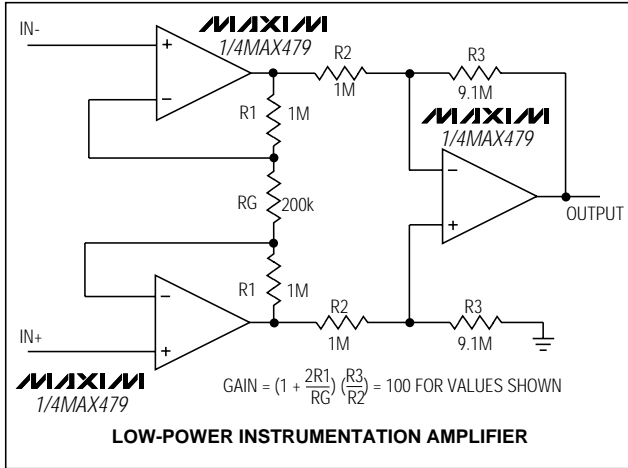 IN-
MAXIM
1/4MAX479
+
−
R1
1M
R2
1M
R3
9.1M
MAXIM
1/4MAX479
−
+
OUTPUT
RG
200k
R1
1M
−
+
IN+
R2
1M
R3
9.1M
MAXIM
1/4MAX479
GAIN = (1 + 2R1/RG) (R3/R2) = 100 FOR VALUES SHOWN
LOW-POWER INSTRUMENTATION AMPLIFIER